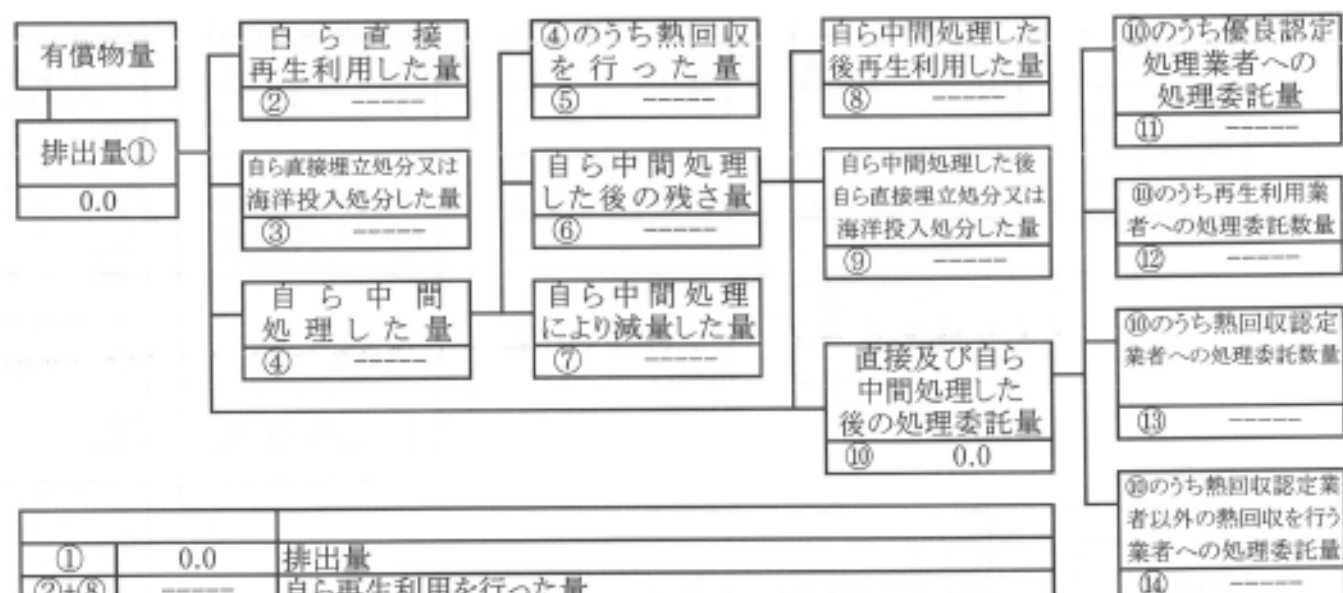 有償物量
排出量①
0.0
自ら直接
再生利用した量
② -----
自ら直接埋立処分又は
海洋投入処分した量
③ -----
自ら中間
処理した量
④ -----
④のうち熱回収
を行った量
⑤ -----
自ら中間処理
した後の残さ量
⑥ -----
自ら中間処理
により減量した量
⑦ -----
自ら中間処理した
後再生利用した量
⑧ -----
自ら中間処理した後
自ら直接埋立処分又は
海洋投入処分した量
⑨ -----
直接及び自ら
中間処理した
後の処理委託量
⑩ 0.0
⑩のうち優良認定
処理業者への
処理委託量
⑪ -----
⑩のうち再生利用業
者への処理委託数量
⑫ -----
⑩のうち熱回収認定
業者への処理委託数量
⑬ -----
⑩のうち熱回収認定業
者以外の熱回収を行う
業者への処理委託量
⑭ -----
① 0.0 排出量
②+⑧ ----- 自ら再生利用を行った量